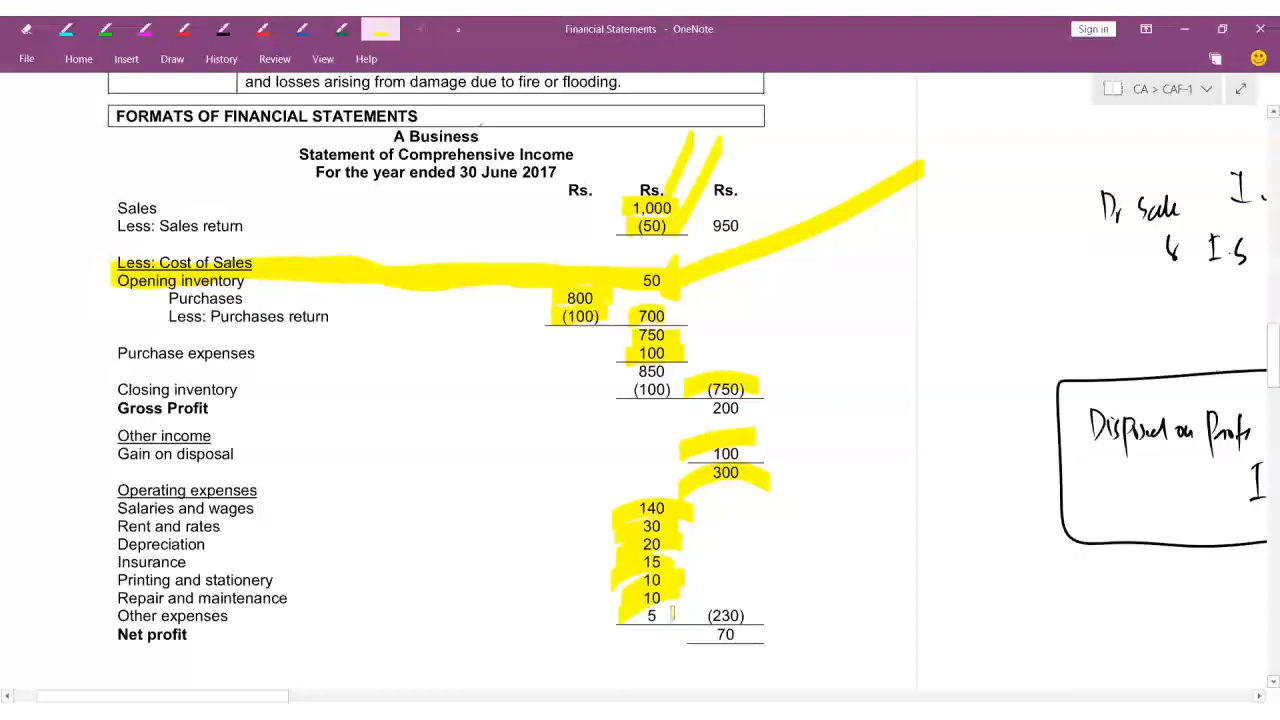 Financial Statements - OneNote
Sign in
File Home Insert Draw History Review View Help
and losses arising from damage due to fire or flooding.
CA > CAF-1
FORMATS OF FINANCIAL STATEMENTS
A Business
Statement of Comprehensive Income
For the year ended 30 June 2017
Rs. Rs. Rs.
Sales 1,000
Less: Sales return (50) 950
Less: Cost of Sales
Opening inventory 50
Purchases 800
Less: Purchases return (100) 700
750
Purchase expenses 100
850
Closing inventory (100) (750)
Gross Profit 200
Other income
Gain on disposal 100
300
Operating expenses
Salaries and wages 140
Rent and rates 30
Depreciation 20
Insurance 15
Printing and stationery 10
Repair and maintenance 10
Other expenses 5 (230)
Net profit 70
Dr Sale
I.S